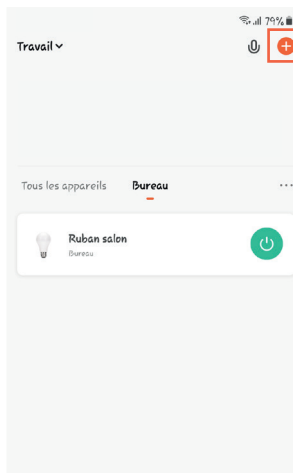 79%
Travail
Tous les appareils Bureau ...
Ruban salon
Bureau